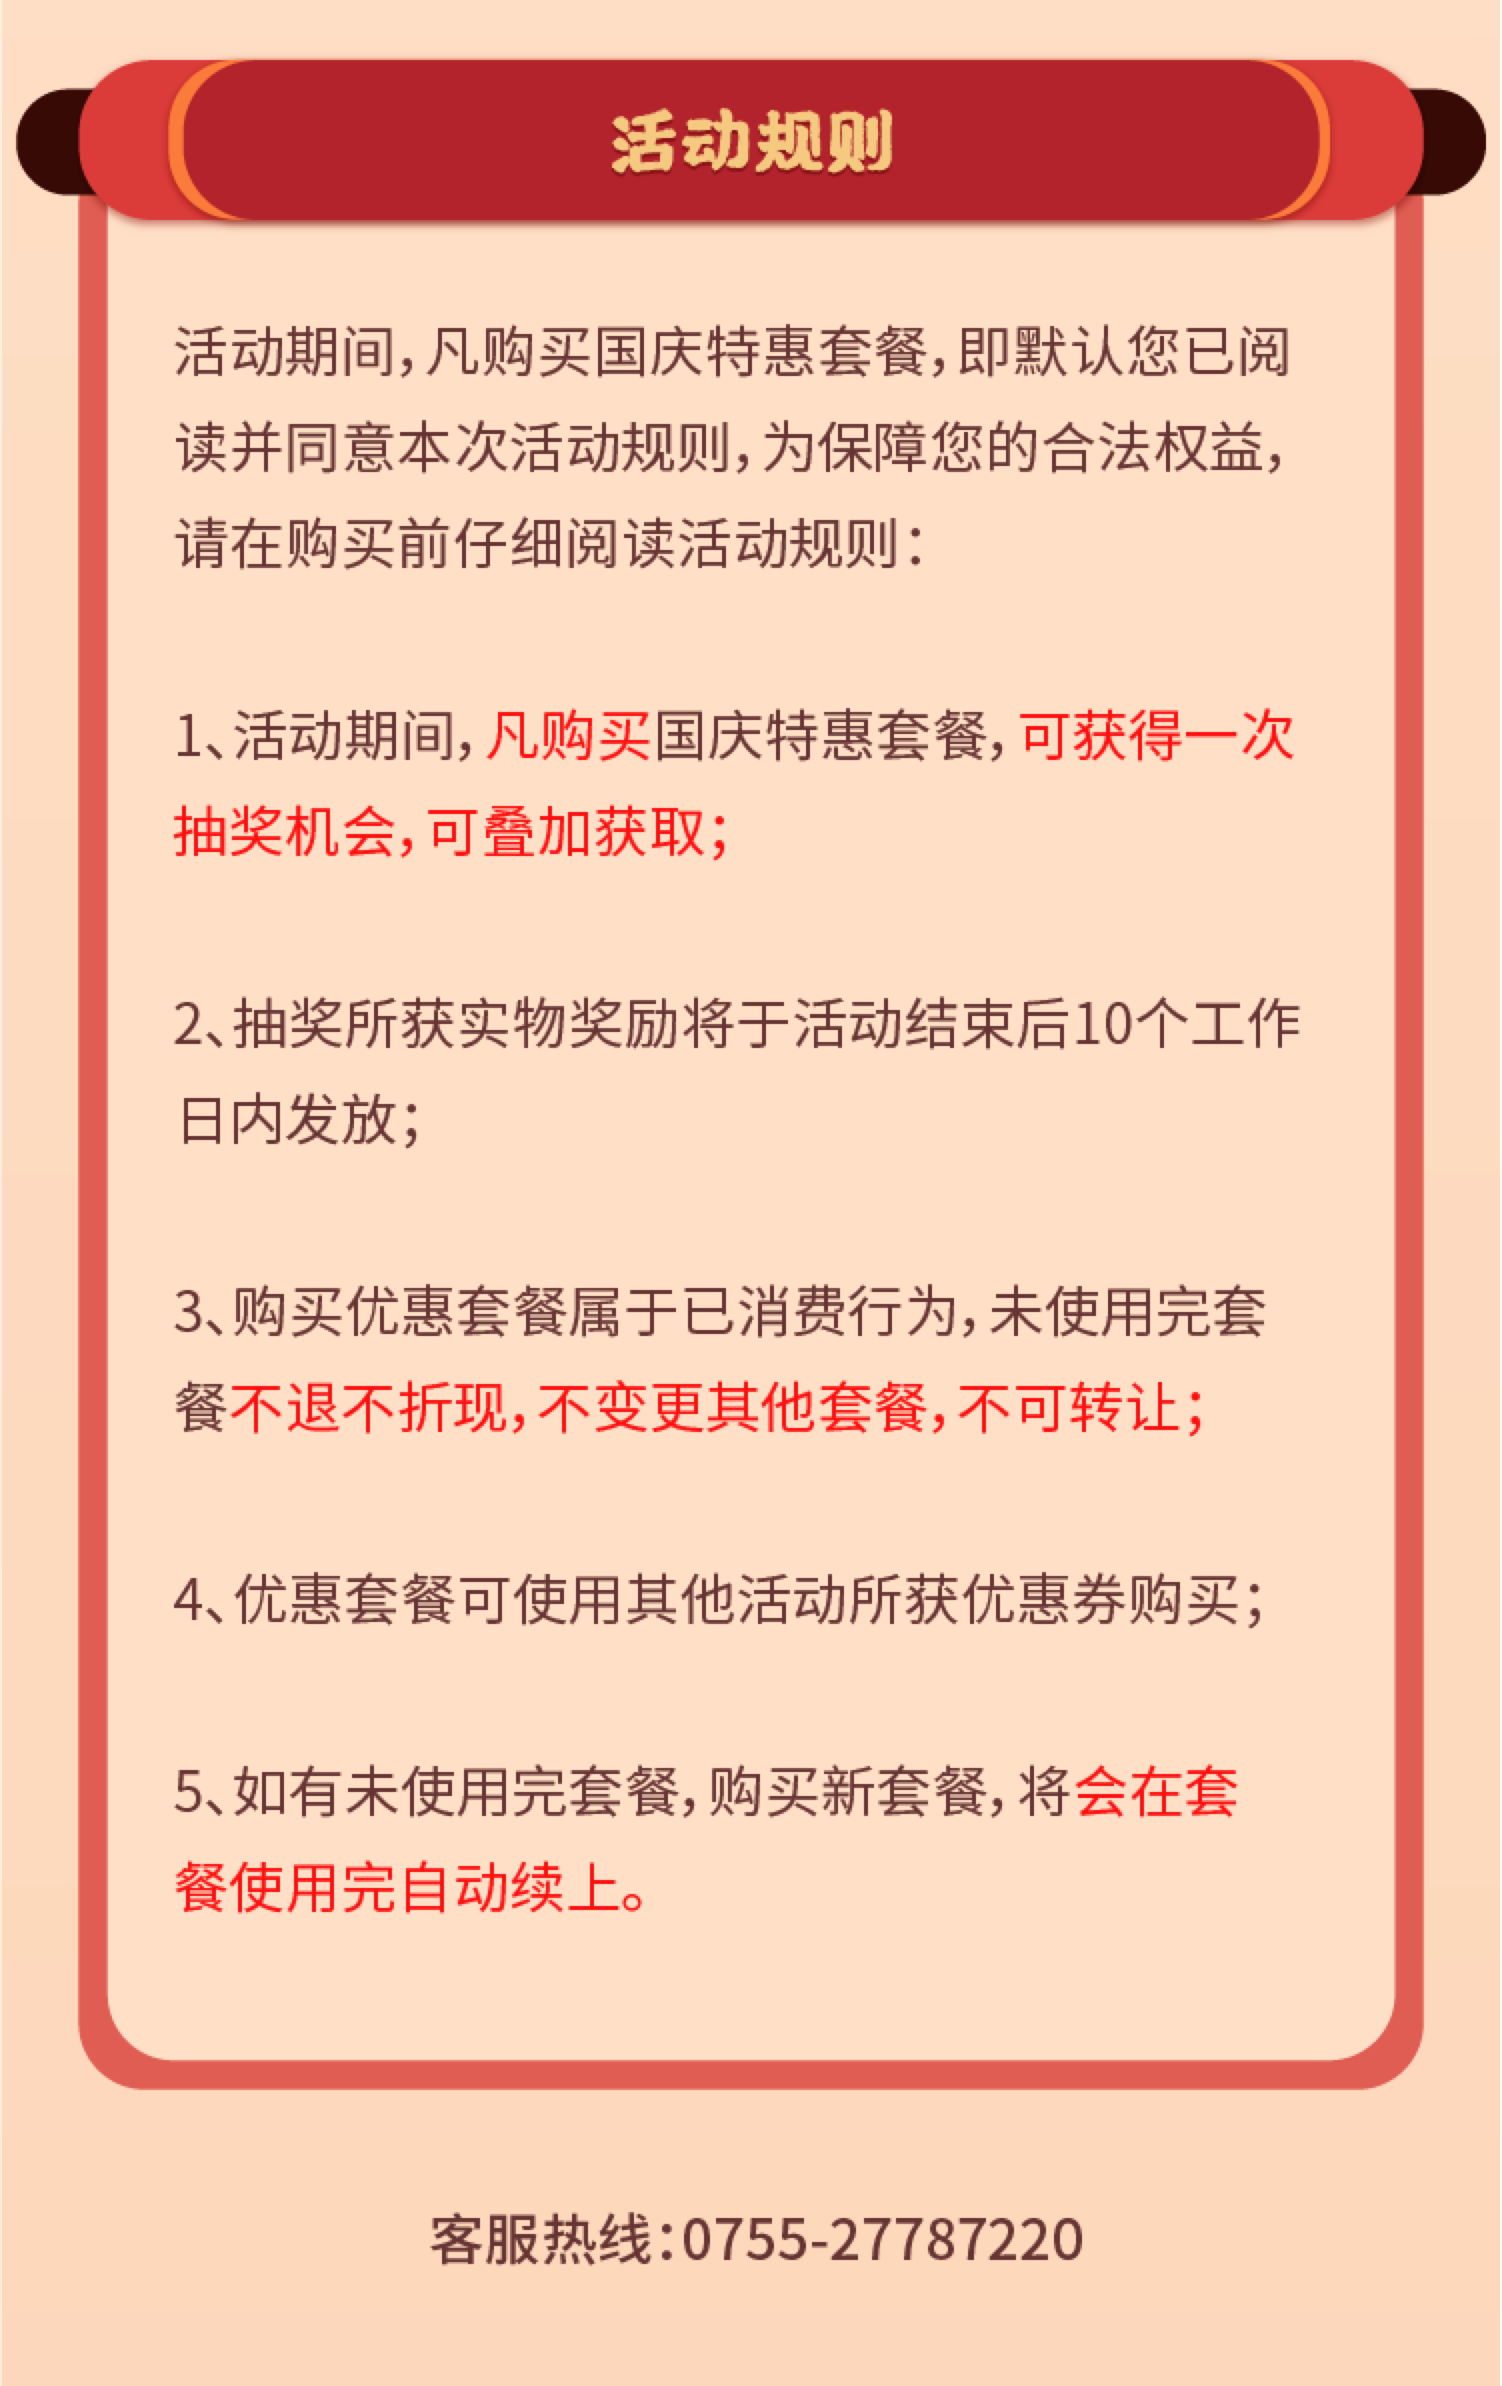 活动规则
活动期间，凡购买国庆特惠套餐，即默认您已阅
读并同意本次活动规则，为保障您的合法权益，
请在购买前仔细阅读活动规则：
1、活动期间，凡购买国庆特惠套餐，可获得一次
抽奖机会，可叠加获取；
2、抽奖所获实物奖励将于活动结束后10个工作
日内发放；
3、购买优惠套餐属于已消费行为，未使用完套
餐不退不折现，不变更其他套餐，不可转让；
4、优惠套餐可使用其他活动所获优惠券购买；
5、如有未使用完套餐，购买新套餐，将会在套
餐使用完自动续上。
客服热线：0755-27787220